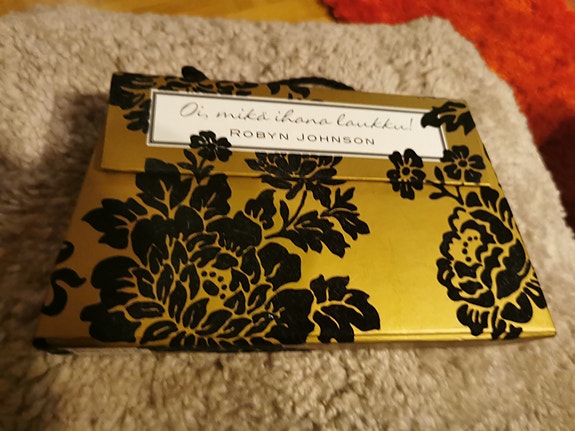 Oi, mikä ihana laukku!
ROBYN JOHNSON